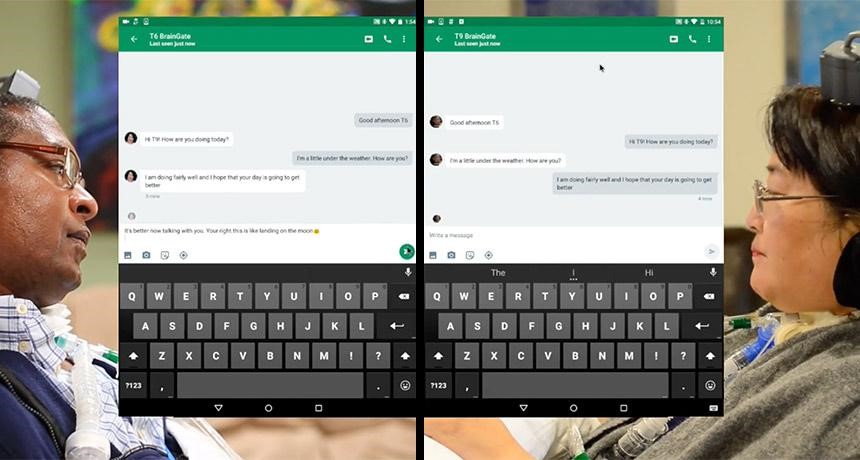 1:54
T6 BrainGate
Last seen just now
Good afternoon T6
Hi T9! How are you doing today?
I'm a little under the weather. How are you?
I am doing fairly well and I hope that your day is going to get
better
It's better now talking with you. Your right this is like landing on the moon
Q W E R T Y U I O P
A S D F G H J K L
Z X C V B N M ! ?
?123 , .
10:54
T9 BrainGate
Last seen just now
Good afternoon T6
Hi T9! How are you doing today?
I'm a little under the weather. How are you?
I am doing fairly well and I hope that your day is going to get
better
Write a message
The i Hi
Q W E R T Y U I O P
A S D F G H J K L
Z X C V B N M ! ?
?123 , .